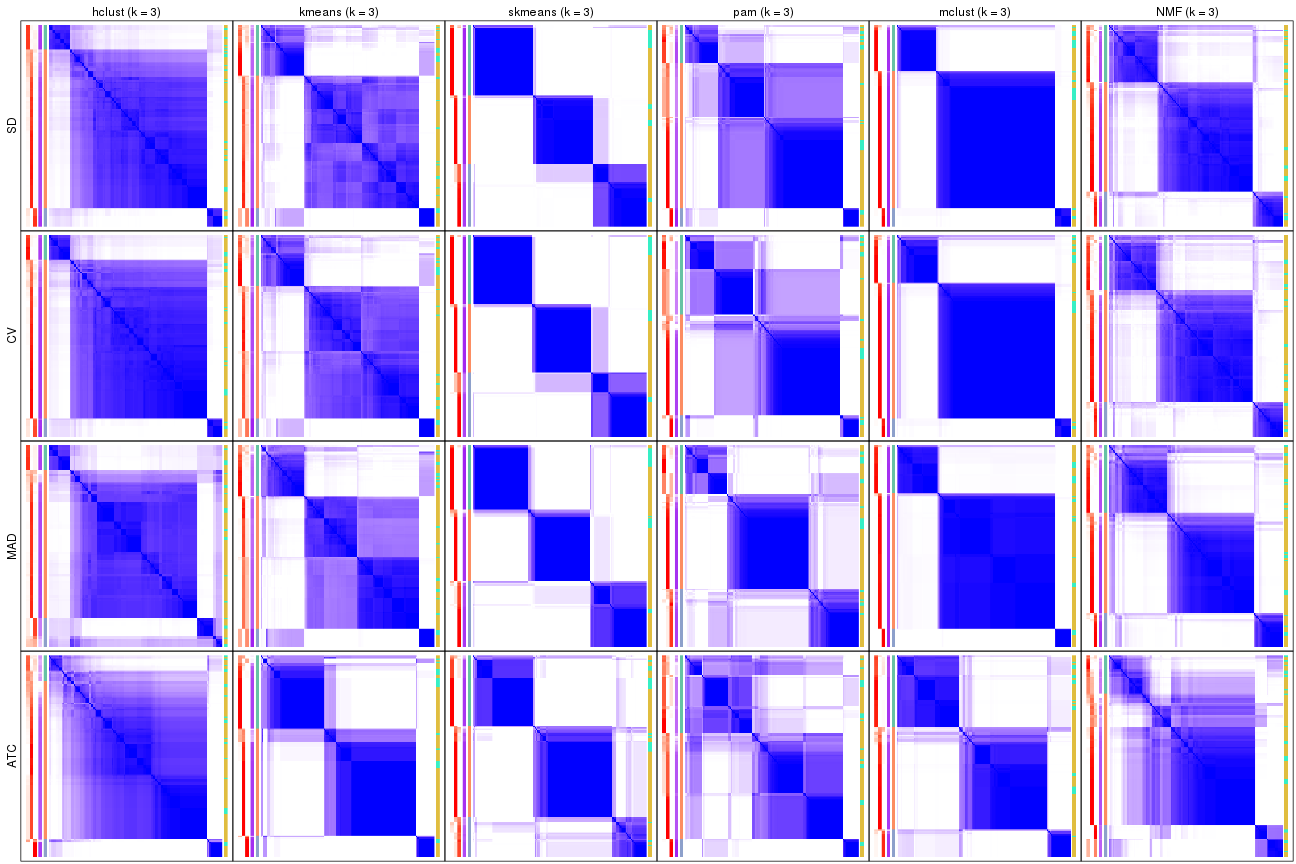 hclust (k = 3) kmeans (k = 3) skmeans (k = 3) pam (k = 3) mclust (k = 3) NMF (k = 3)
SD
CV
MAD
ATC